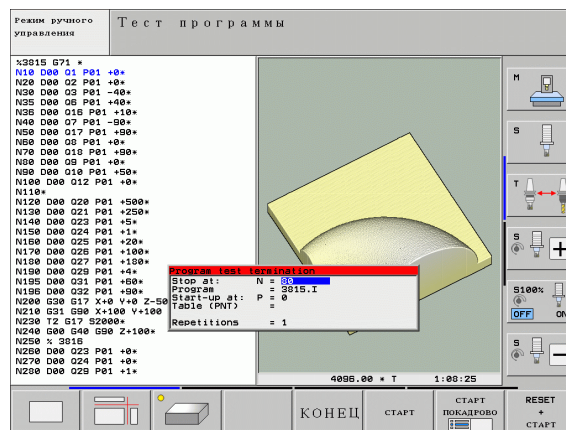 Режим ручного
управления
Тест программы
%3815 G71 *
N10 D00 Q1 P01 +0*
N20 D00 Q2 P01 +0*
N30 D00 Q3 P01 -40*
N35 D00 Q6 P01 +40*
N36 D00 Q16 P01 +10*
N40 D00 Q7 P01 -90*
N50 D00 Q17 P01 +90*
N60 D00 Q8 P01 +0*
N70 D00 Q18 P01 +90*
N80 D00 Q9 P01 +0*
N90 D00 Q10 P01 +50*
N100 D00 Q12 P01 +0*
N110*
N120 D00 Q20 P01 +500*
N130 D00 Q21 P01 +250*
N140 D00 Q23 P01 +5*
N150 D00 Q24 P01 +1*
N160 D00 Q25 P01 +20*
N170 D00 Q26 P01 +100*
N180 D00 Q27 P01 +180*
N190 D00 Q29 P01 +4*
N195 D00 Q31 P01 +60*
N196 D00 Q32 P01 +90*
N200 G30 G17 X+0 Y+0 Z-50
N210 G31 G90 X+100 Y+100
N230 T2 G17 S2000*
N240 G00 G40 G90 Z+100*
N250 % 3816
N260 D00 Q23 P01 +0*
N270 D00 Q24 P01 +0*
N280 D00 Q29 P01 +1*
Program test termination
Stop at: N = 80
Program = 3815.I
Start-up at: P = 0
Table (PNT) =
Repetitions = 1
4096.00 * T 1:08:25
M
S
T
S
S100%
OFF ON
S
КОНЕЦ
СТАРТ
СТАРТ
ПОКАДРОВО
RESET
+
СТАРТ